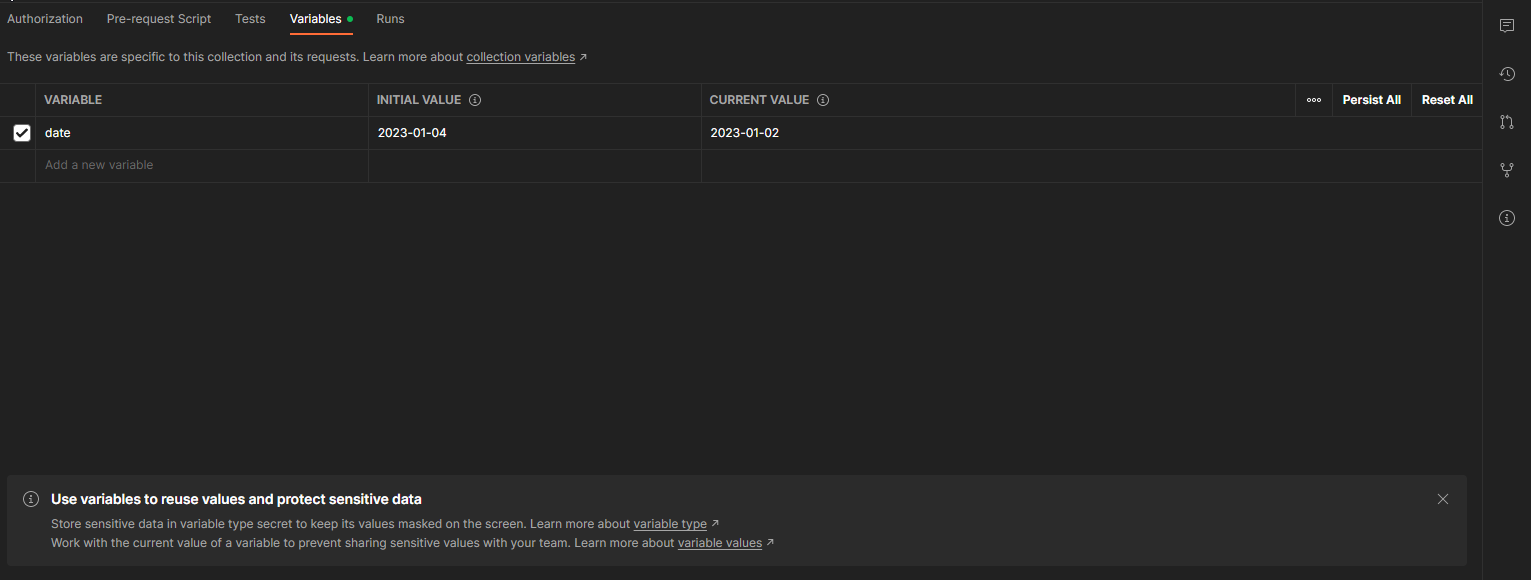 Authorization Pre-request Script Tests Variables Runs
These variables are specific to this collection and its requests. Learn more about collection variables ↗
VARIABLE INITIAL VALUE CURRENT VALUE Persist All Reset All
date 2023-01-04 2023-01-02
Add a new variable
Use variables to reuse values and protect sensitive data
Store sensitive data in variable type secret to keep its values masked on the screen. Learn more about variable type ↗
Work with the current value of a variable to prevent sharing sensitive values with your team. Learn more about variable values ↗